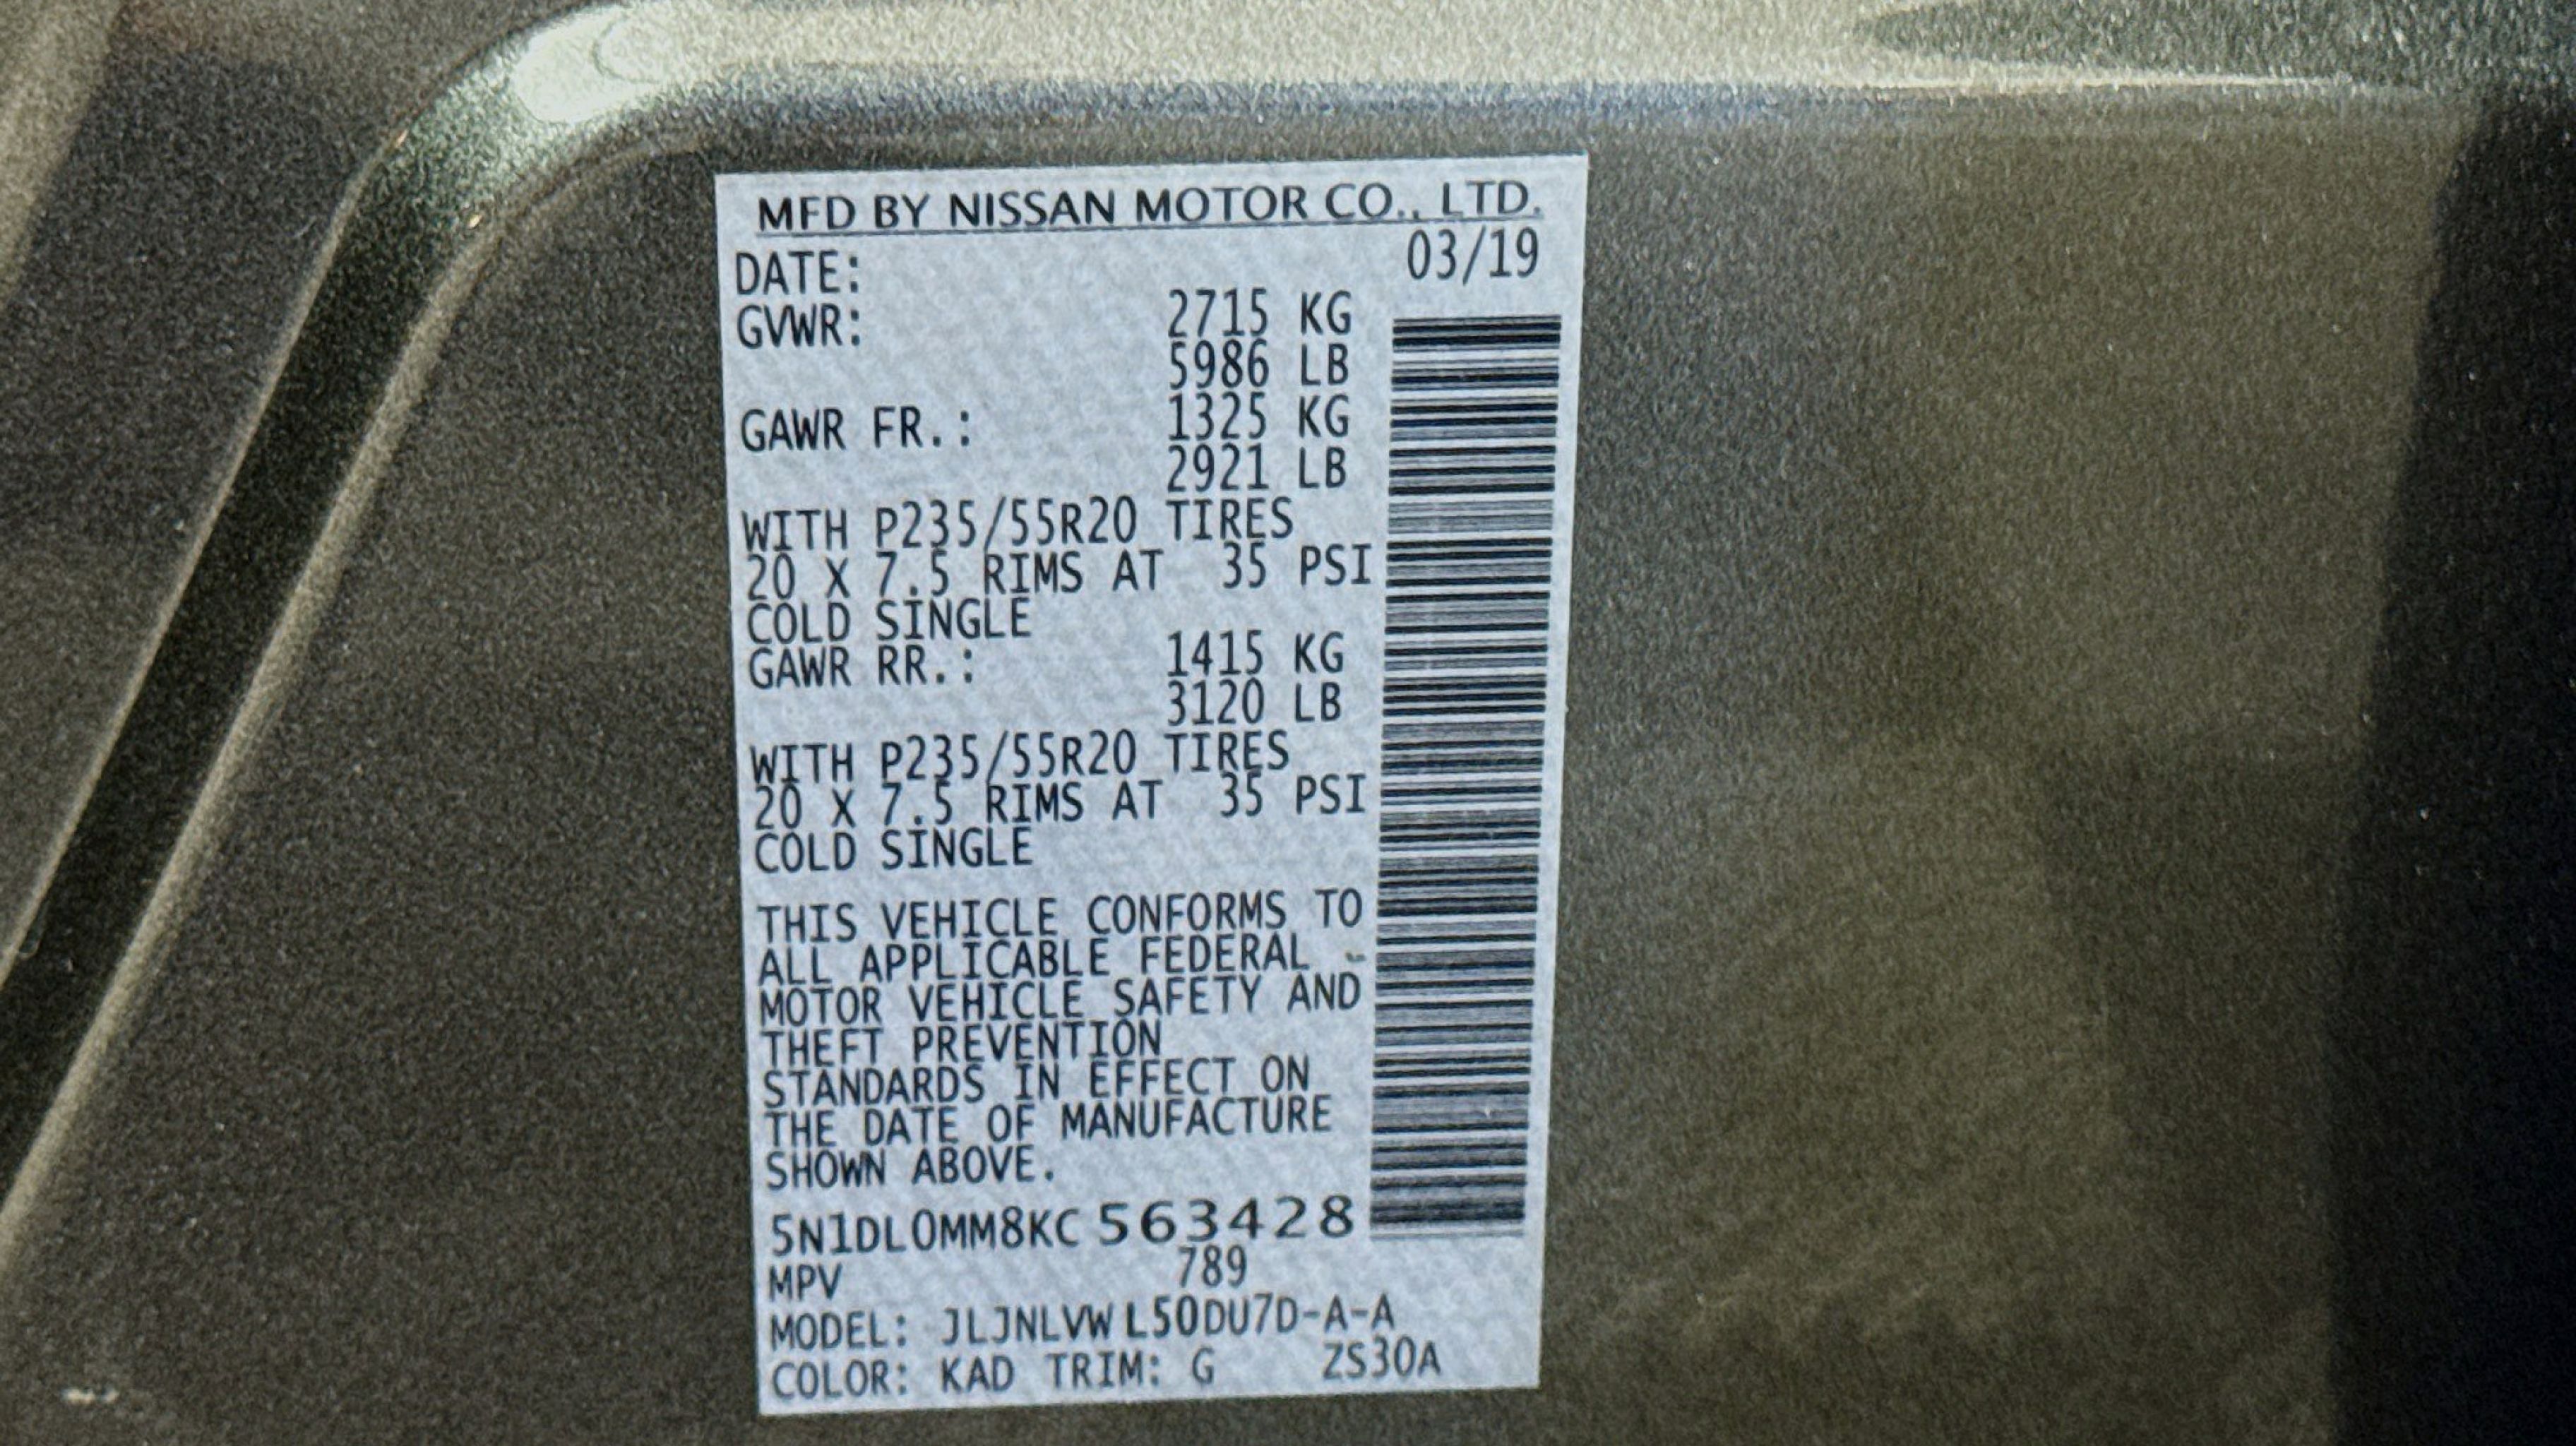 MFD BY NISSAN MOTOR CO., LTD.
DATE: 03/19
GVWR: 2715 KG
5986 LB
GAWR FR.: 1325 KG
2921 LB
WITH P235/55R20 TIRES
20 X 7.5 RIMS AT 35 PSI
COLD SINGLE
GAWR RR.: 1415 KG
3120 LB
WITH P235/55R20 TIRES
20 X 7.5 RIMS AT 35 PSI
COLD SINGLE
THIS VEHICLE CONFORMS TO
ALL APPLICABLE FEDERAL
MOTOR VEHICLE SAFETY AND
THEFT PREVENTION
STANDARDS IN EFFECT ON
THE DATE OF MANUFACTURE
SHOWN ABOVE.
5N1DL0MM8KC563428
MPV 789
MODEL: JLJNLVW L50DU7D-A-A
COLOR: KAD TRIM: G ZS30A